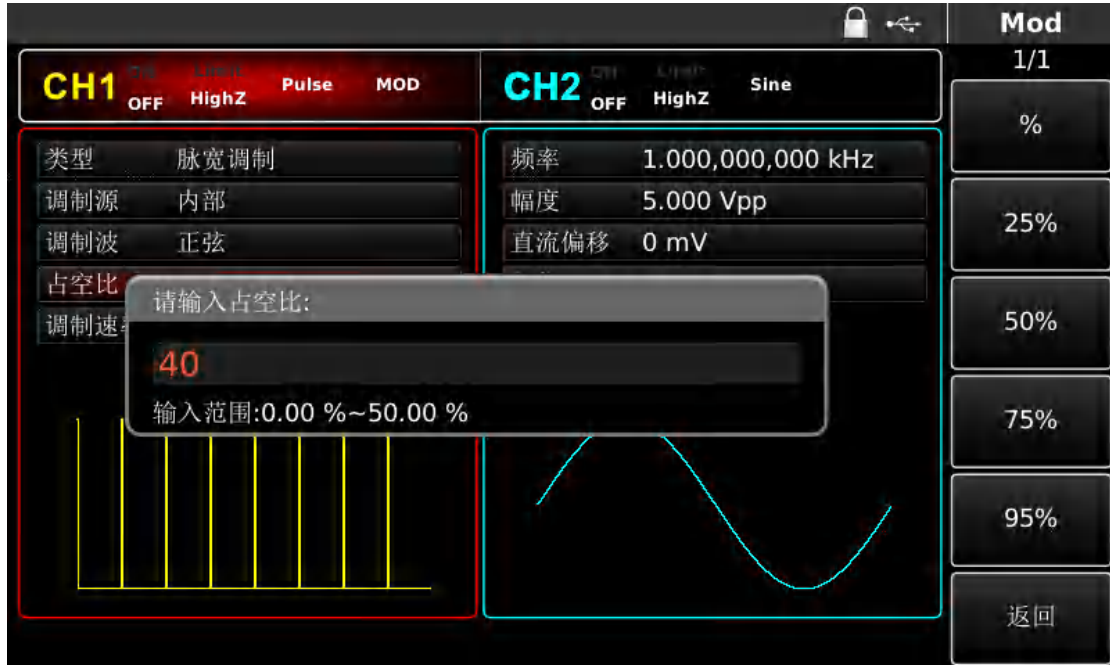 Mod
1/1
CH1 OFF HighZ Pulse MOD
CH2 OFF HighZ Sine
类型 脉宽调制
调制源 内部
调制波 正弦
占空比
调制速
频率 1.000,000,000 kHz
幅度 5.000 Vpp
直流偏移 0 mV
请输入占空比:
40
输入范围:0.00 %~50.00 %
%
25%
50%
75%
95%
返回